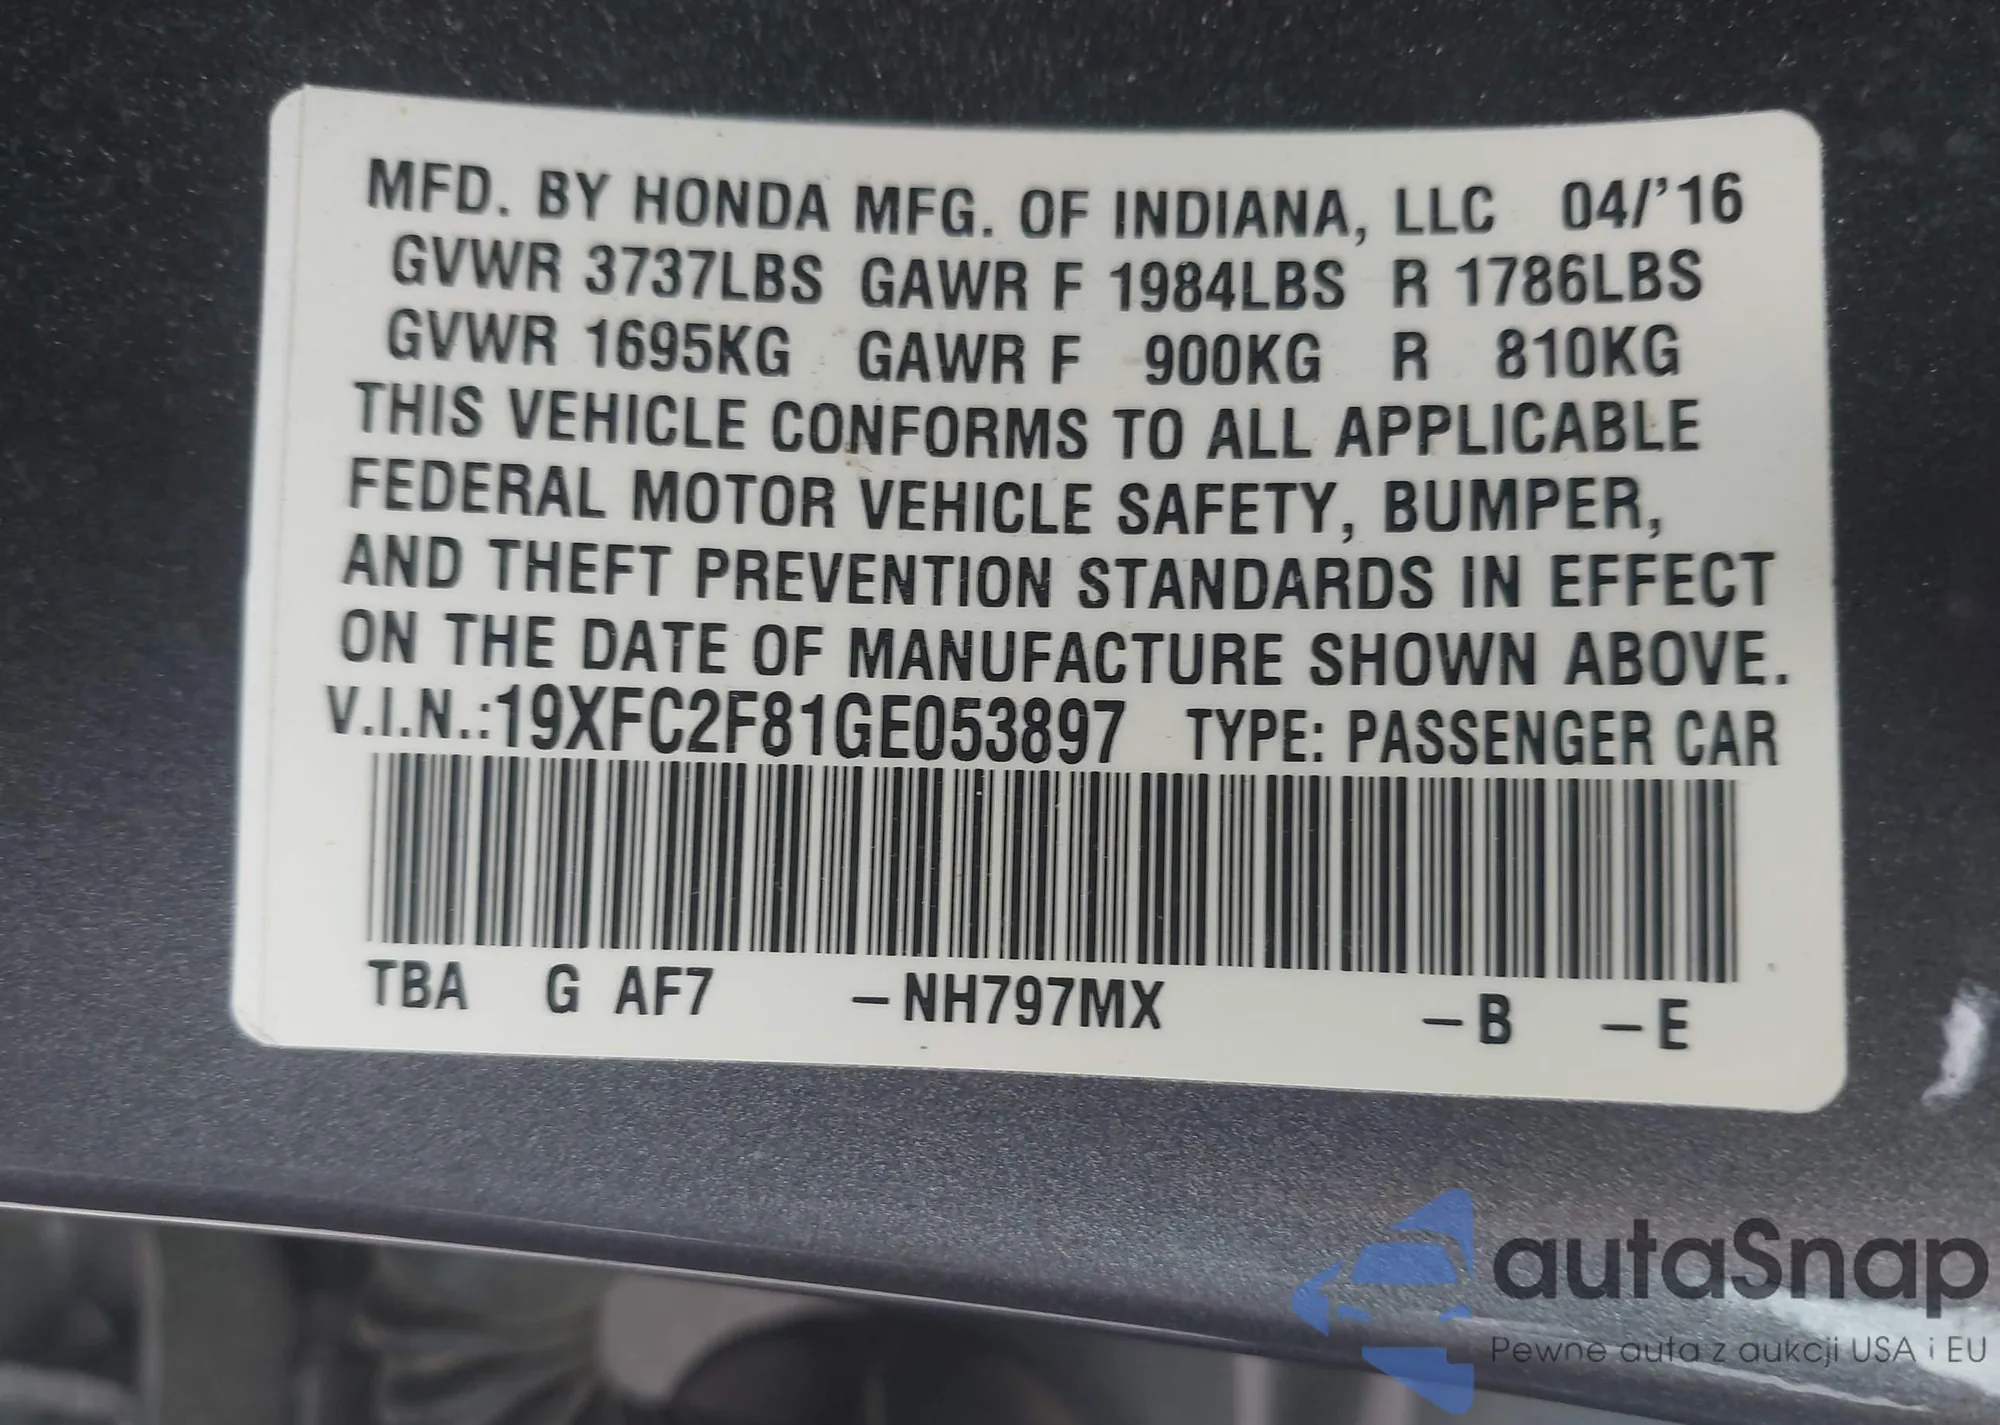 MFD. BY HONDA MFG. OF INDIANA, LLC 04/'16
GVWR 3737LBS GAWR F 1984LBS R 1786LBS
GVWR 1695KG GAWR F 900KG R 810KG
THIS VEHICLE CONFORMS TO ALL APPLICABLE
FEDERAL MOTOR VEHICLE SAFETY, BUMPER,
AND THEFT PREVENTION STANDARDS IN EFFECT
ON THE DATE OF MANUFACTURE SHOWN ABOVE.
V.I.N.:19XFC2F81GE053897 TYPE: PASSENGER CAR
TBA G AF7 –NH797MX –B –E
autaSnap
Pewne auta z aukcji USA i EU